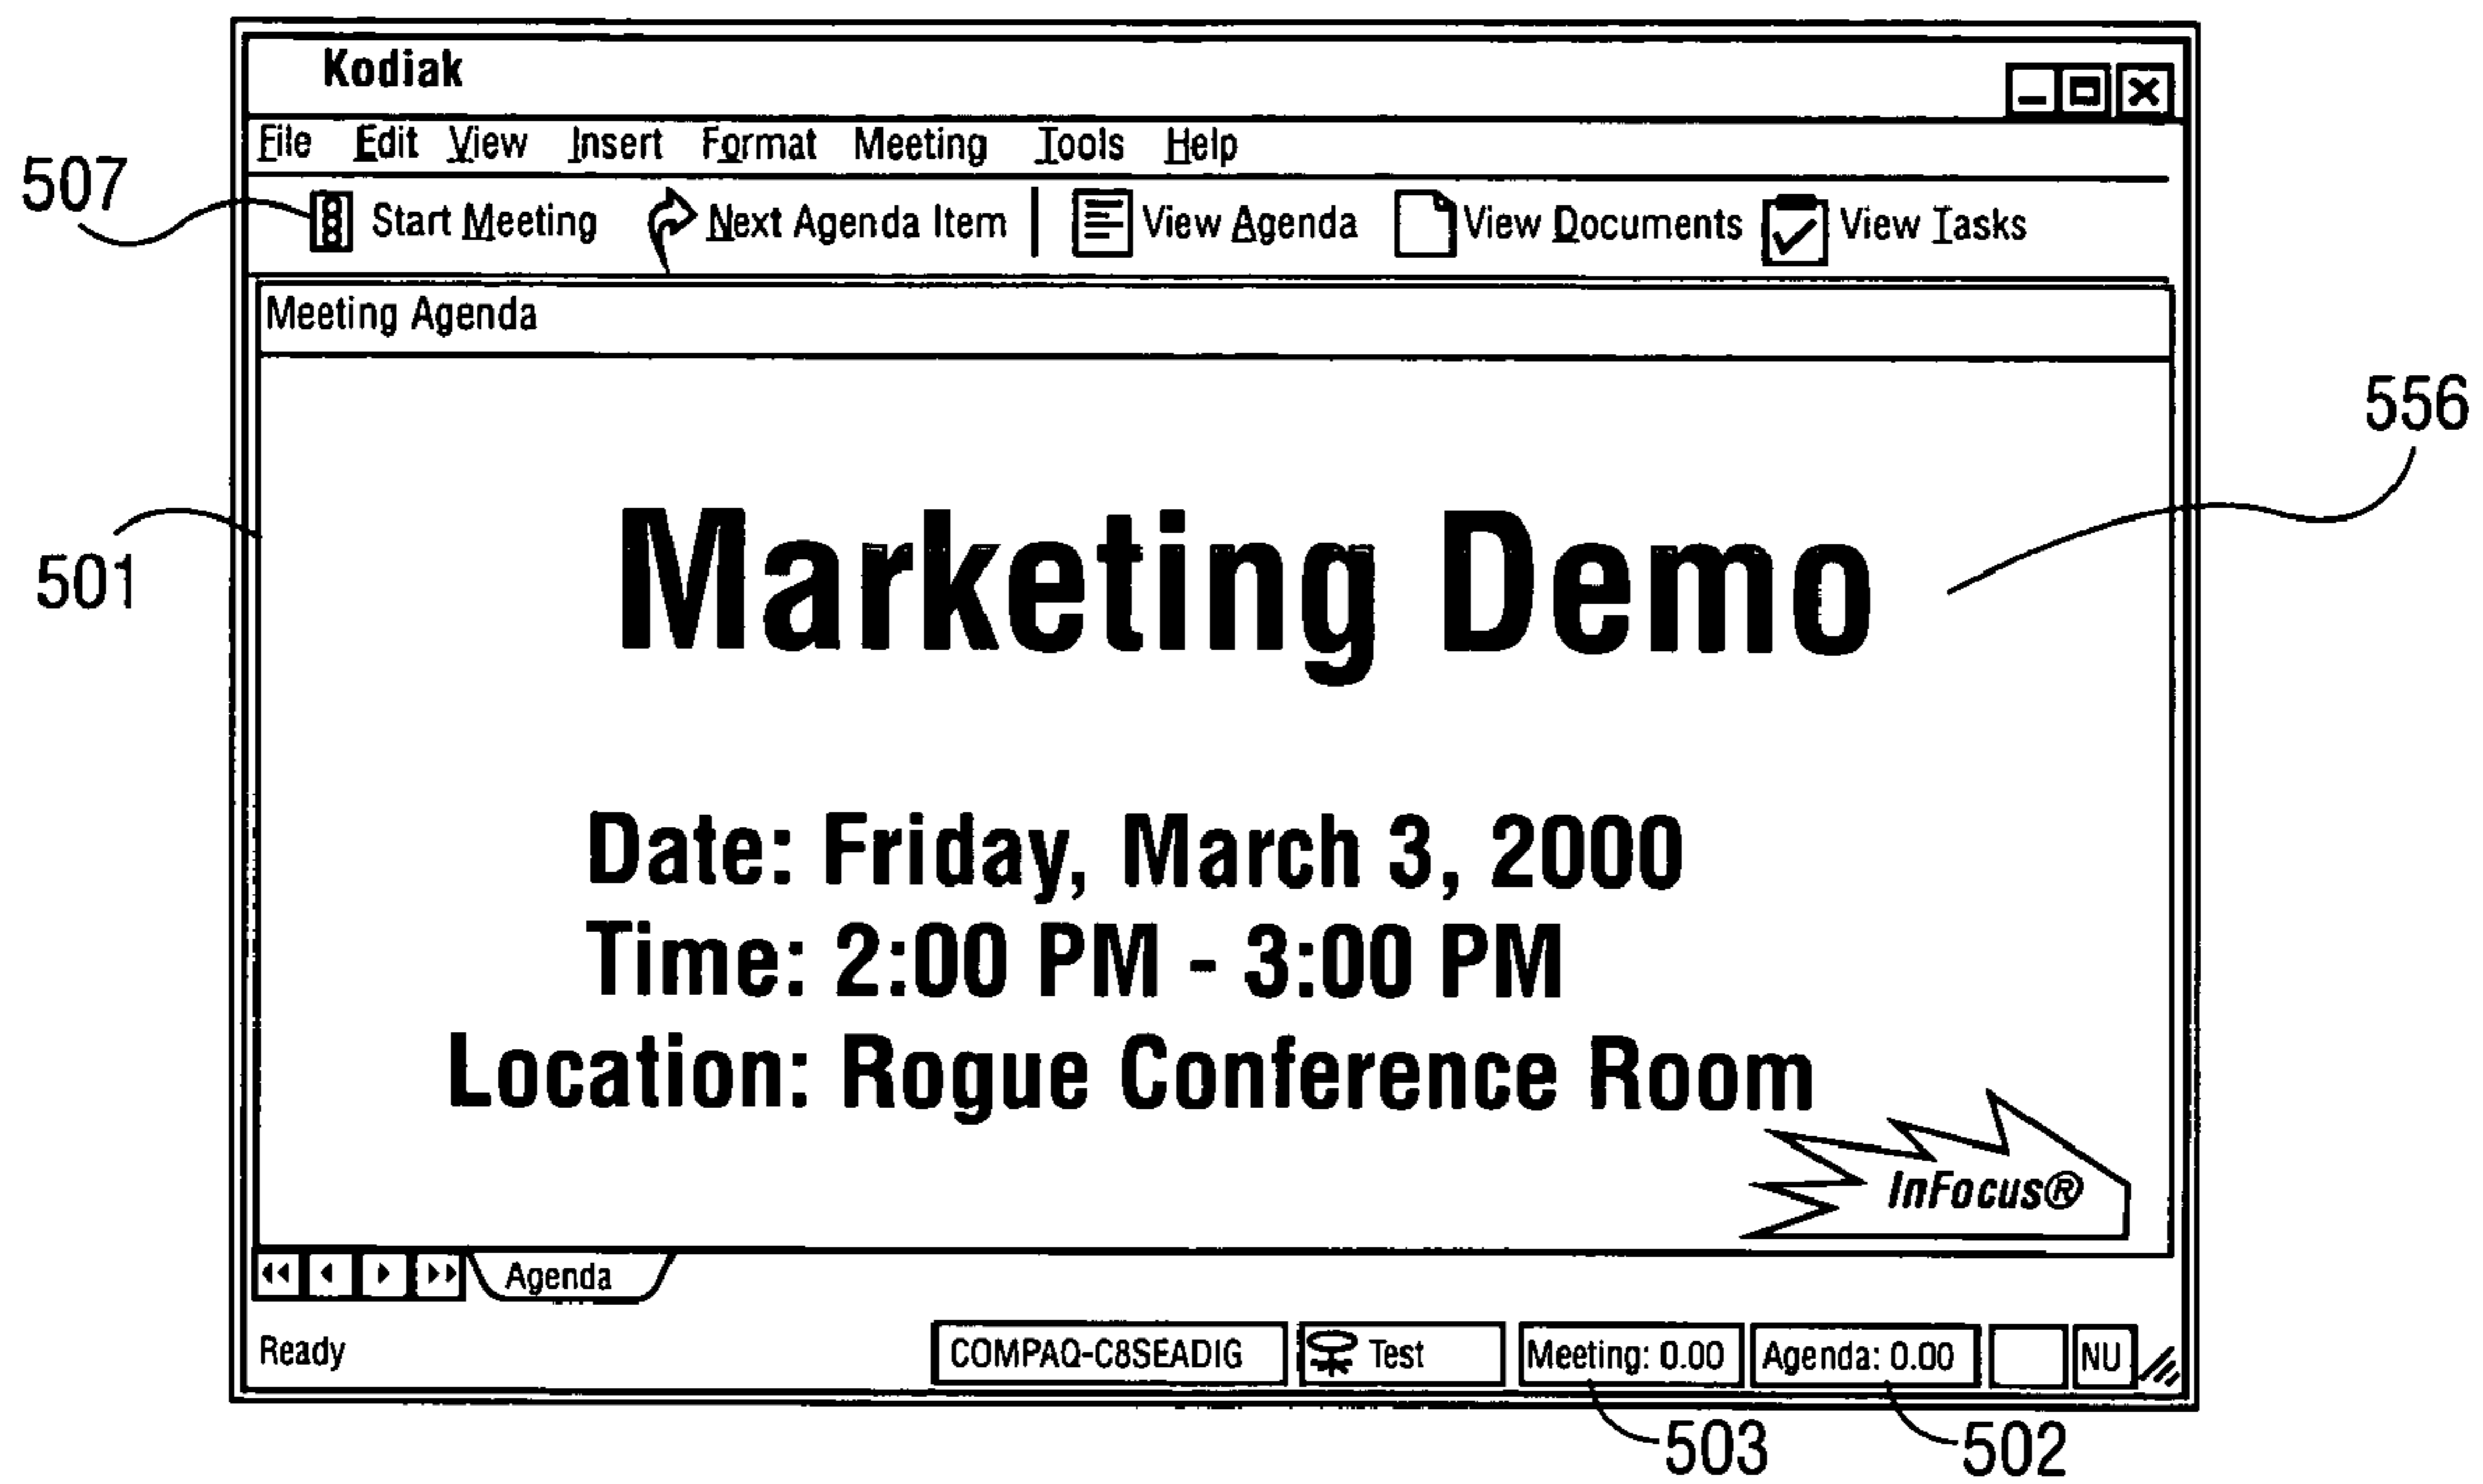 Kodiak
File Edit View Insert Format Meeting Tools Help
507
Start Meeting Next Agenda Item View Agenda View Documents View Tasks
Meeting Agenda
556
501
Marketing Demo
Date: Friday, March 3, 2000
Time: 2:00 PM - 3:00 PM
Location: Rogue Conference Room
InFocus®
Agenda
Ready COMPAQ-C8SEADIG Test Meeting: 0.00 Agenda: 0.00 NU
503 502